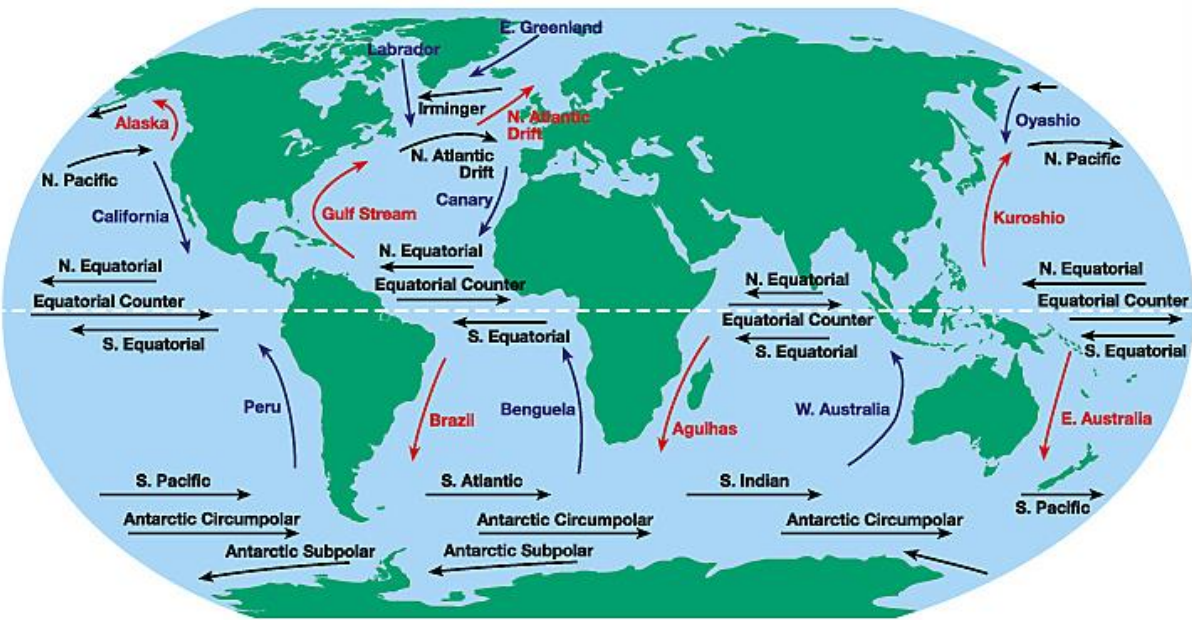 E. Greenland
Labrador
Irminger
Alaska
N. Atlantic
Drift
Oyashio
N. Pacific
N. Atlantic
Drift
N. Pacific
California
Gulf Stream
Canary
Kuroshio
N. Equatorial
N. Equatorial
N. Equatorial
N. Equatorial
Equatorial Counter
Equatorial Counter
Equatorial Counter
Equatorial Counter
S. Equatorial
S. Equatorial
S. Equatorial
S. Equatorial
Peru
Brazil
Benguela
Agulhas
W. Australia
E. Australia
S. Pacific
S. Atlantic
S. Indian
S. Pacific
Antarctic Circumpolar
Antarctic Circumpolar
Antarctic Circumpolar
Antarctic Subpolar
Antarctic Subpolar